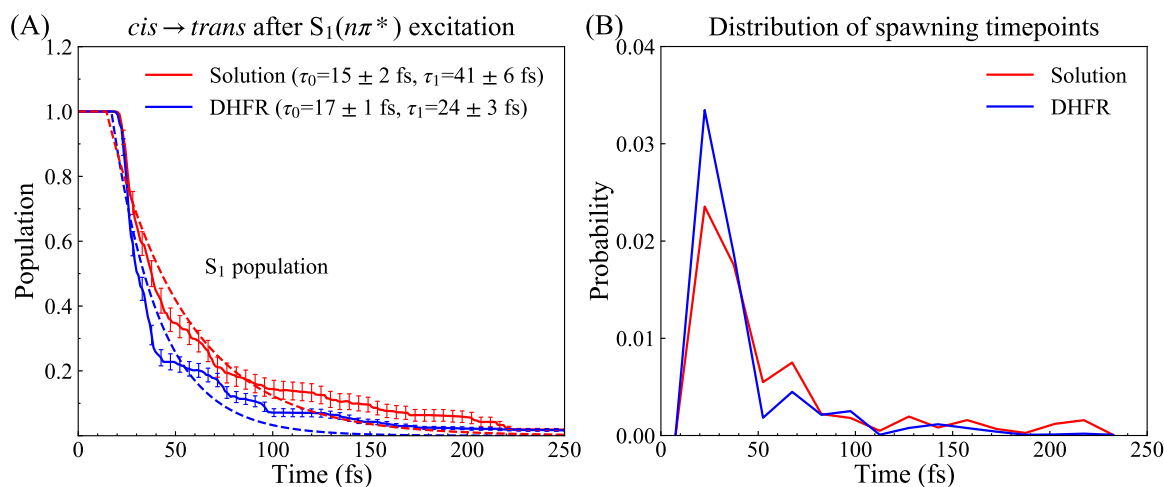 (A) cis → trans after S₁(nπ*) excitation
1.2
1.0
0.8
0.6
0.4
0.2
Population
Solution (τ₀=15 ± 2 fs, τ₁=41 ± 6 fs)
DHFR (τ₀=17 ± 1 fs, τ₁=24 ± 3 fs)
S₁ population
0 50 100 150 200 250
Time (fs)
(B) Distribution of spawning timepoints
0.04
0.03
0.02
0.01
0.00
Probability
Solution
DHFR
0 50 100 150 200 250
Time (fs)